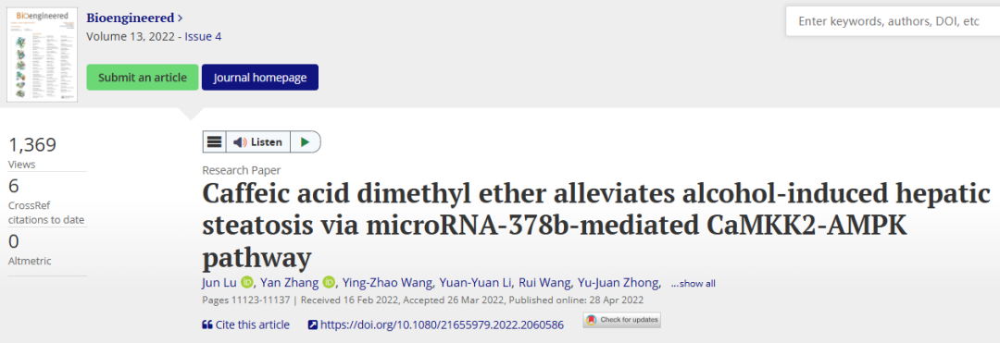 Bioengineered
Bioengineered >
Volume 13, 2022 - Issue 4
Enter keywords, authors, DOI, etc
Submit an article
Journal homepage
1,369
Views
6
CrossRef
citations to date
0
Altmetric
Listen
Research Paper
Caffeic acid dimethyl ether alleviates alcohol-induced hepatic
steatosis via microRNA-378b-mediated CaMKK2-AMPK
pathway
Jun Lu iD, Yan Zhang iD, Ying-Zhao Wang, Yuan-Yuan Li, Rui Wang, Yu-Juan Zhong, ...show all
Pages 11123-11137 | Received 16 Feb 2022, Accepted 26 Mar 2022, Published online: 28 Apr 2022
Cite this article
https://doi.org/10.1080/21655979.2022.2060586
Check for updates